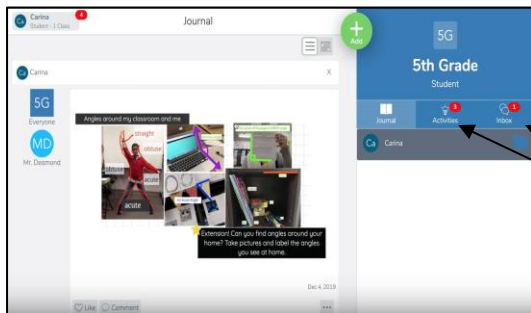 Ca
Carina
Student - 1 Class
4
Journal
Add
5G
5th Grade
Student
Journal
3
Activities
1
Inbox
Ca
Carina
Ca
Carina
X
5G
Everyone
MD
Mr. Desmond
Angles around my classroom and me
straight
obtuse
obtuse
acute
acute
Extension! Can you find angles around your
home? Take pictures and label the angles
you see at home.
Dec 4, 2019
Like
Comment